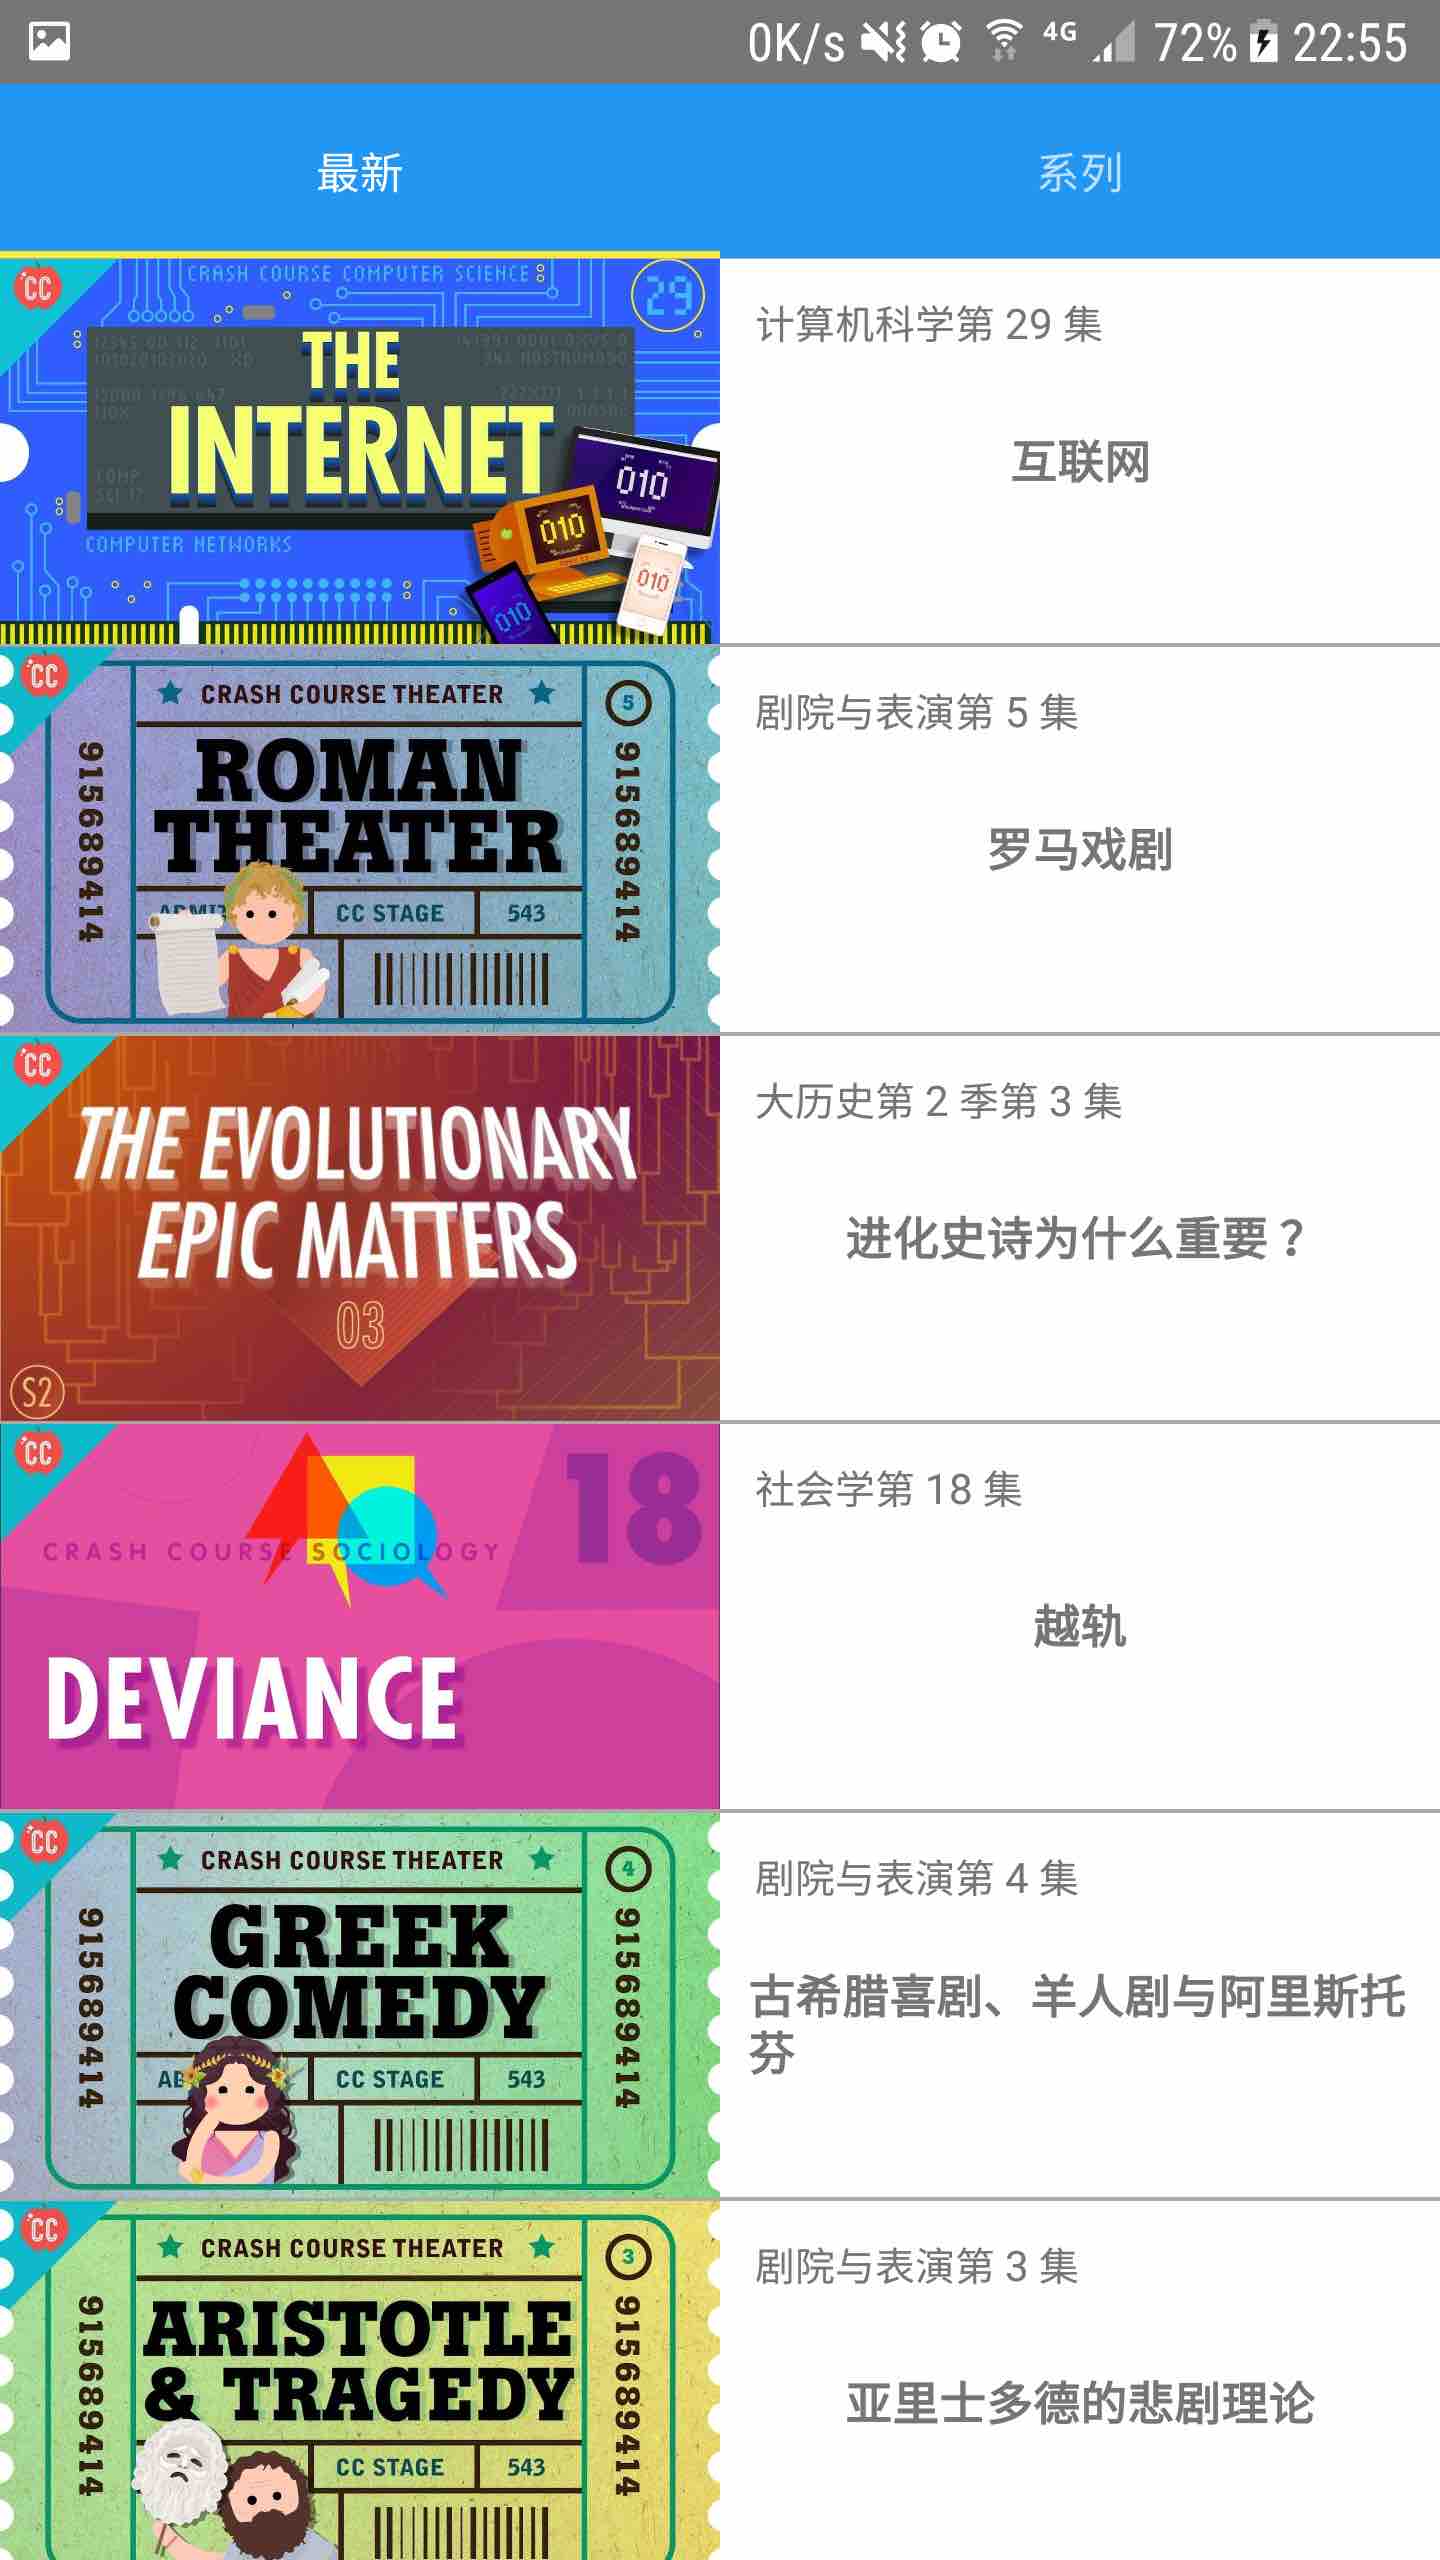 0K/s 4G 72% 22:55
最新
系列
CC
CRASH COURSE COMPUTER SCIENCE
29
THE
INTERNET
010
010
010
010
COMPUTER NETWORKS
计算机科学第 29 集
互联网
CC
CRASH COURSE THEATER
5
ROMAN
THEATER
915689414
915689414
CC STAGE
543
剧院与表演第 5 集
罗马戏剧
CC
THE EVOLUTIONARY
EPIC MATTERS
03
S2
大历史第 2 季第 3 集
进化史诗为什么重要？
CC
18
CRASH COURSE SOCIOLOGY
DEVIANCE
社会学第 18 集
越轨
CC
CRASH COURSE THEATER
4
GREEK
COMEDY
915689414
915689414
CC STAGE
543
剧院与表演第 4 集
古希腊喜剧、羊人剧与阿里斯托
芬
CC
CRASH COURSE THEATER
3
ARISTOTLE
& TRAGEDY
915689414
915689414
CC STAGE
543
剧院与表演第 3 集
亚里士多德的悲剧理论